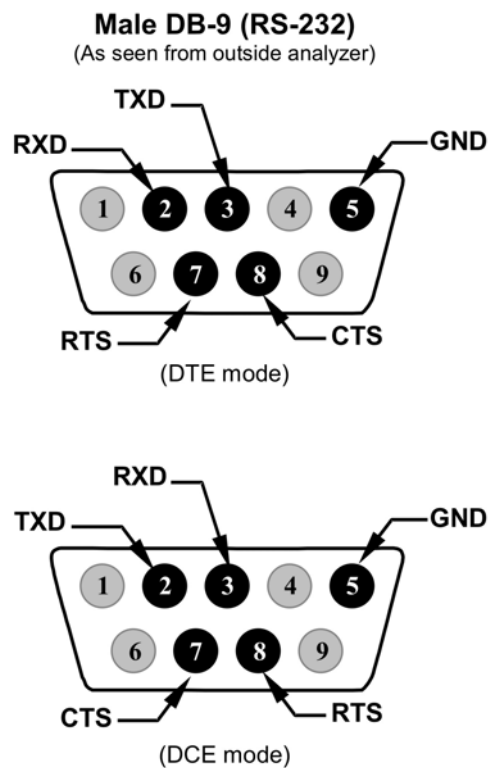 Male DB-9 (RS-232)
(As seen from outside analyzer)
TXD
RXD
GND
1 2 3 4 5
6 7 8 9
RTS
CTS
(DTE mode)
RXD
TXD
GND
1 2 3 4 5
6 7 8 9
CTS
RTS
(DCE mode)